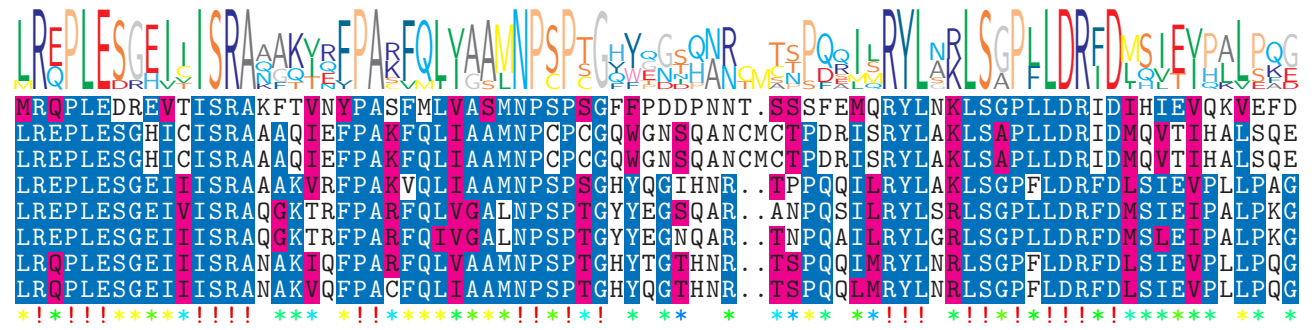 MRQPLEDREVTISRAKFTVNYPASFMLVASMNPSPSGFFPDDPNNT.SSSFEMQRYLNKLSGPLLDRIDIHIEVQKVEFD
LREPLESGHICISRAAAQIEFPAKFQLIAAMNPCPCGQWGNSQANCMCTPDRISRYLAKLSAPLLDRIDMQVTIHALSQE
LREPLESGHICISRAAAQIEFPAKFQLIAAMNPCPCGQWGNSQANCMCTPDRISRYLAKLSAPLLDRIDMQVTIHALSQE
LREPLESGEIIISRAAAKVRFPAKVQLIAAMNPSPSGHYQGIHNR..TPPQQILRYLAKLSGPFLDRFDLSIEVPLLPAG
LREPLESGEIVISRAQGKTRFPARFQLVGALNPSPTGYYEGSQAR..ANPQSILRYLSRLSGPLLDRFDMSIEIPALPKG
LREPLESGEIIISRAQGKTRFPARFQIVGALNPSPTGYYEGNQAR..TNPQAILRYLGRLSGPLLDRFDMSLEIPALPKG
LRQPLESGEIIISRANAKIQFPARFQLVAAMNPSPTGHYTGTHNR..TSPQQIMRYLNRLSGPFLDRFDLSIEVPLLPQG
LRQPLESGEIIISRANAKVQFPACFQLIAAMNPSPTGHYQGTHNR..TSPQQLMRYLNRLSGPFLDRFDLSIEVPLLPQG